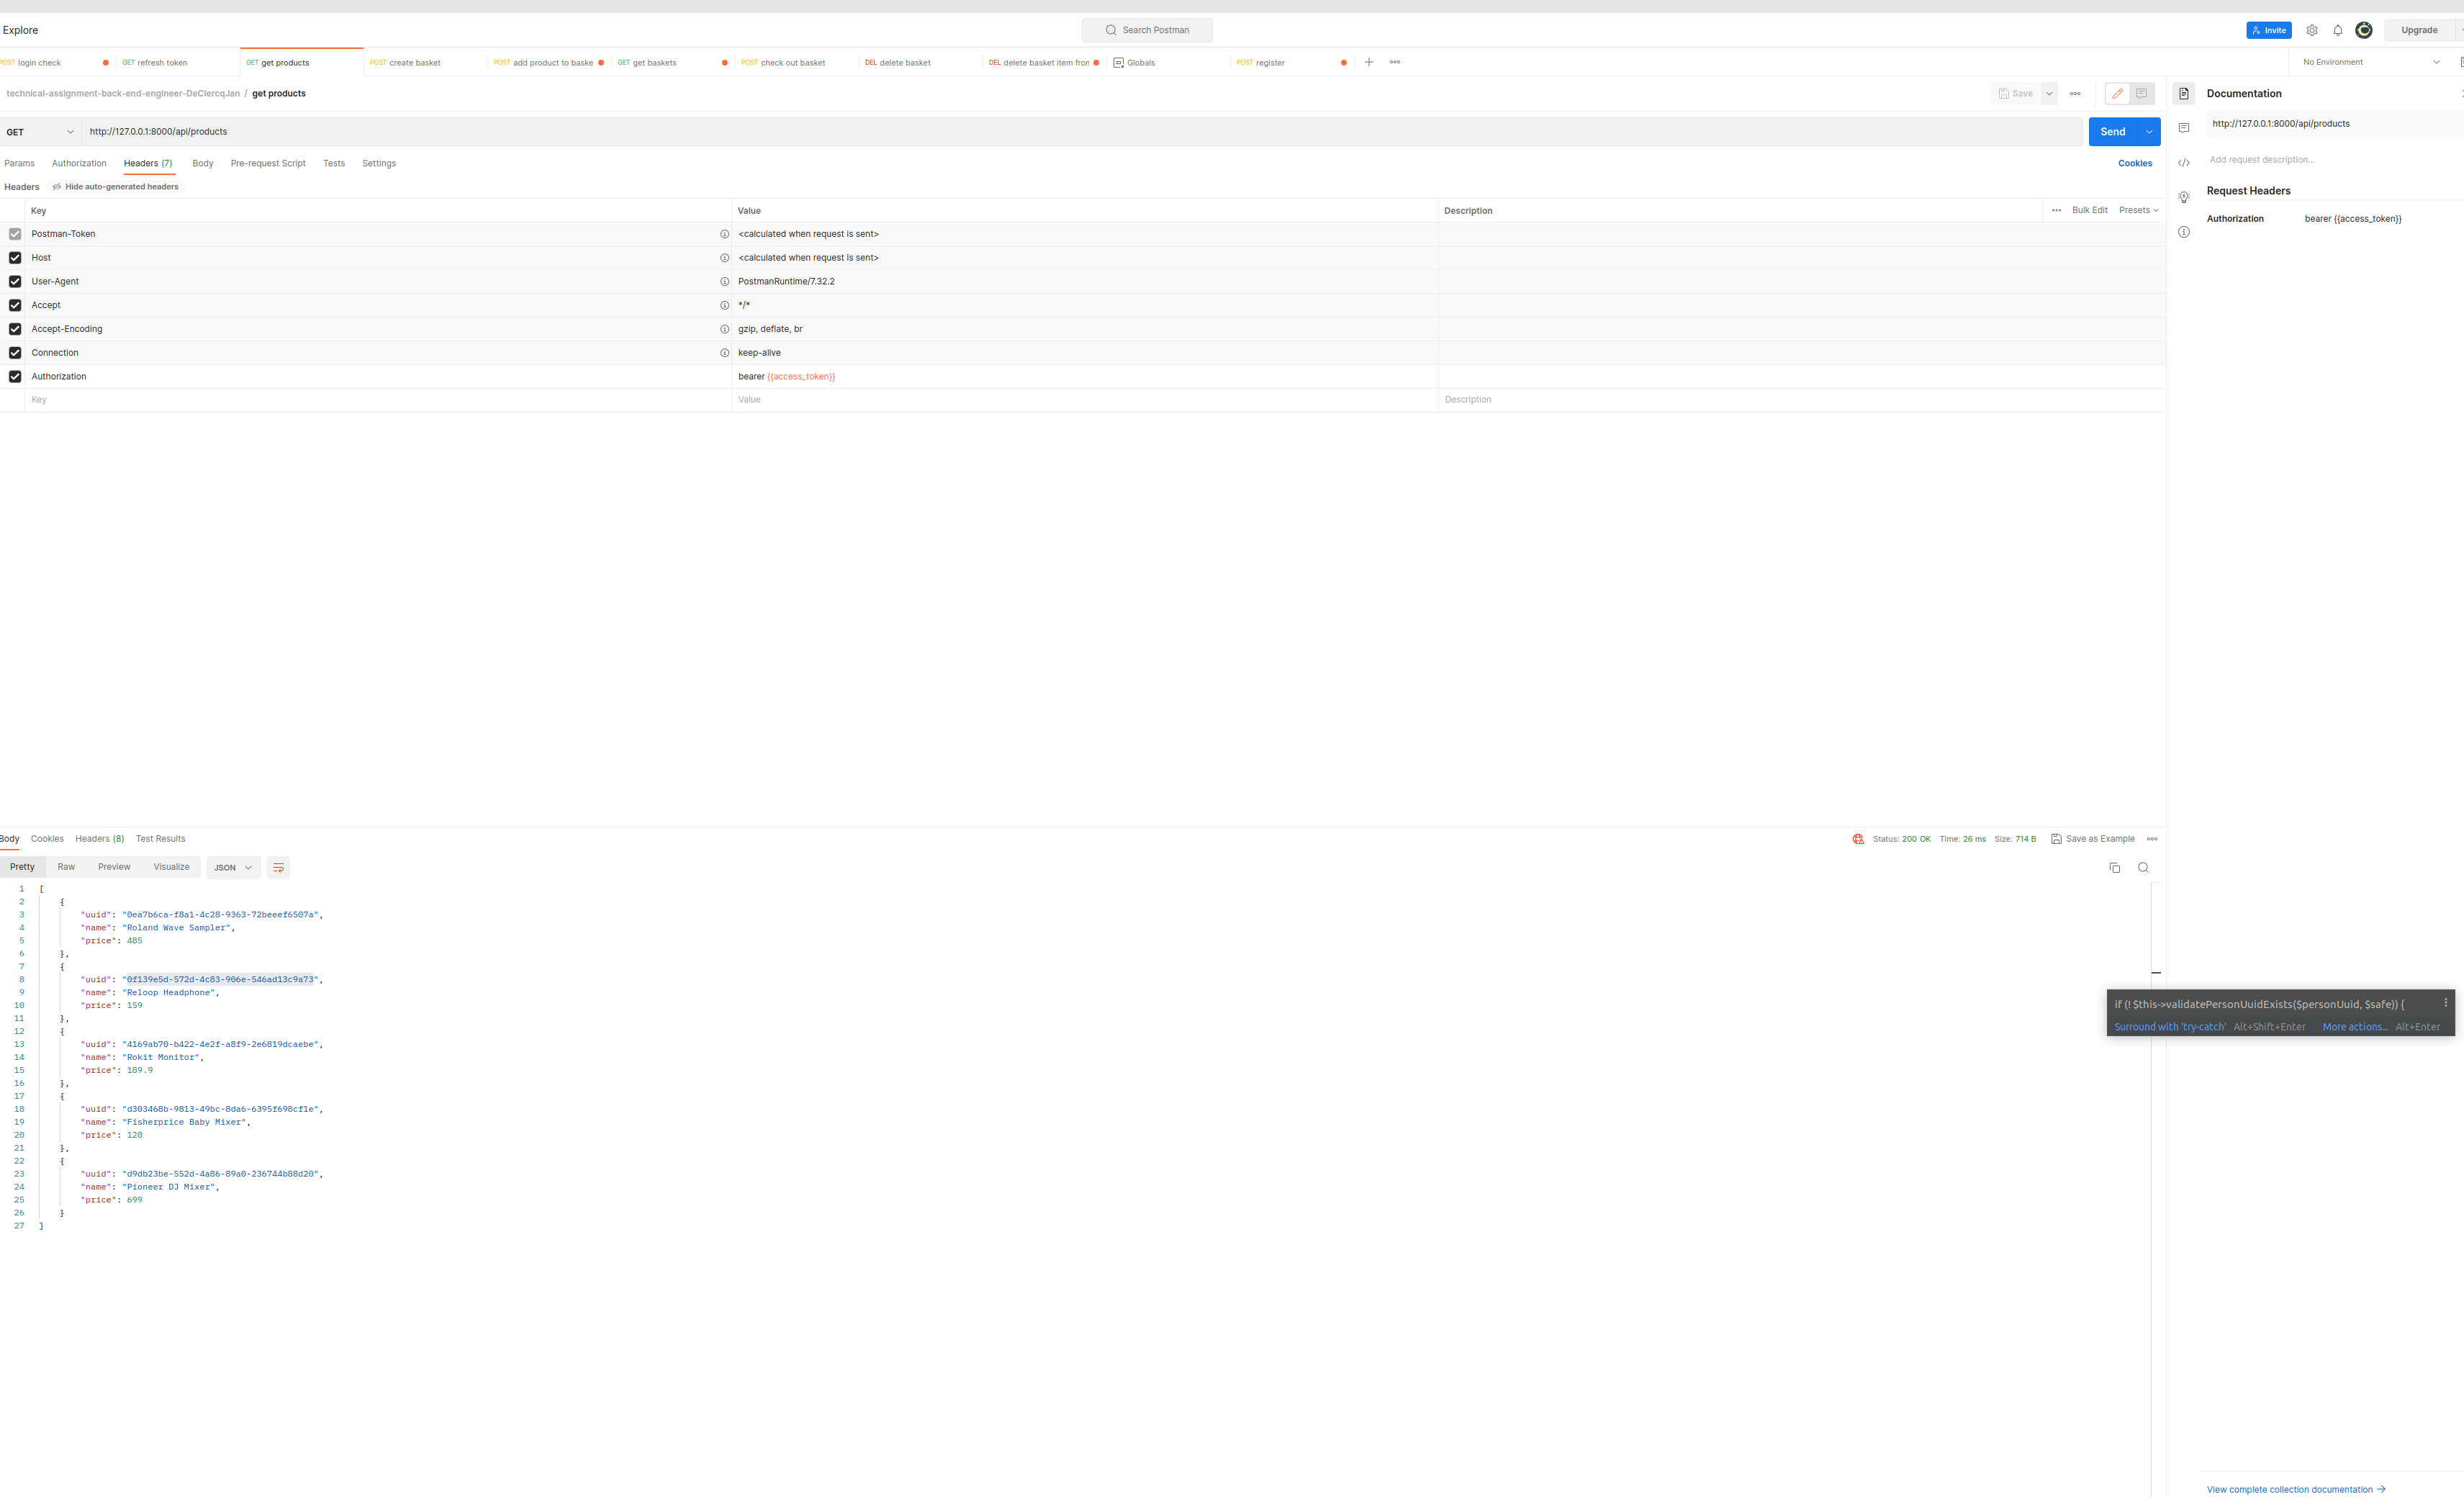 Explore
Search Postman
Invite
Upgrade
POST login check
GET refresh token
GET get products
POST create basket
POST add product to baske
GET get baskets
POST check out basket
DEL delete basket
DEL delete basket item fron
Globals
POST register
No Environment
technical-assignment-back-end-engineer-DeClercqJan / get products
Save
GET http://127.0.0.1:8000/api/products
Send
Params Authorization Headers (7) Body Pre-request Script Tests Settings
Cookies
Headers Hide auto-generated headers
Key Value Description
Bulk Edit Presets
Postman-Token <calculated when request is sent>
Host <calculated when request is sent>
User-Agent PostmanRuntime/7.32.2
Accept */*
Accept-Encoding gzip, deflate, br
Connection keep-alive
Authorization bearer {{access_token}}
Key Value Description
Documentation
http://127.0.0.1:8000/api/products
Add request description...
Request Headers
Authorization bearer {{access_token}}
Body Cookies Headers (8) Test Results
Status: 200 OK Time: 26 ms Size: 714 B Save as Example
Pretty Raw Preview Visualize JSON
1 [
2 {
3 "uuid": "0ea7b6ca-f8a1-4c28-9363-72beeef6507a",
4 "name": "Roland Wave Sampler",
5 "price": 485
6 },
7 {
8 "uuid": "0f139e5d-572d-4c83-906e-546ad13c9a73",
9 "name": "Reloop Headphone",
10 "price": 159
11 },
12 {
13 "uuid": "4169ab70-b422-4e2f-a8f9-2e6819dcaebe",
14 "name": "Rokit Monitor",
15 "price": 189.9
16 },
17 {
18 "uuid": "d303468b-9813-49bc-8da6-6395f698cf1e",
19 "name": "Fisherprice Baby Mixer",
20 "price": 120
21 },
22 {
23 "uuid": "d9db23be-552d-4a86-89a0-236744b88d20",
24 "name": "Pioneer DJ Mixer",
25 "price": 699
26 }
27 ]
if (! $this->validatePersonUuidExists($personUuid, $safe)) {
Surround with 'try-catch' Alt+Shift+Enter More actions... Alt+Enter
View complete collection documentation